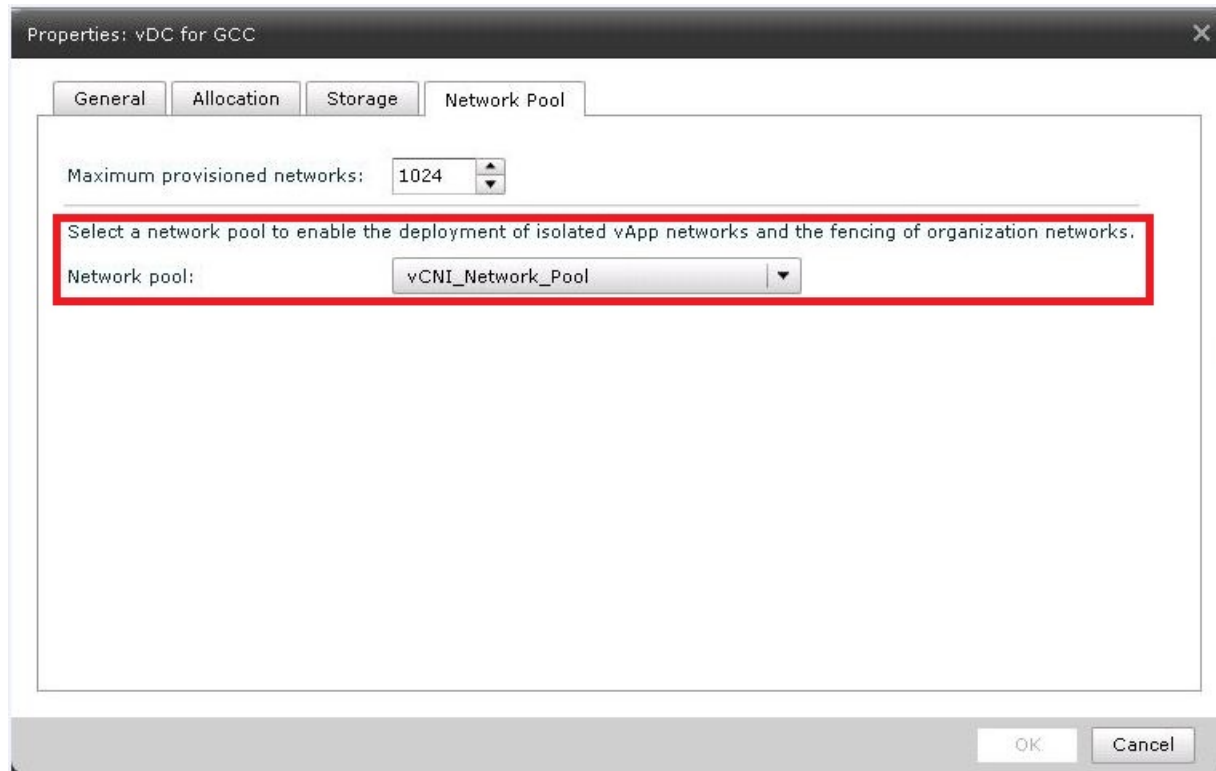 Properties: vDC for GCC
General Allocation Storage Network Pool
Maximum provisioned networks: 1024
Select a network pool to enable the deployment of isolated vApp networks and the fencing of organization networks.
Network pool: vCNI_Network_Pool
OK Cancel